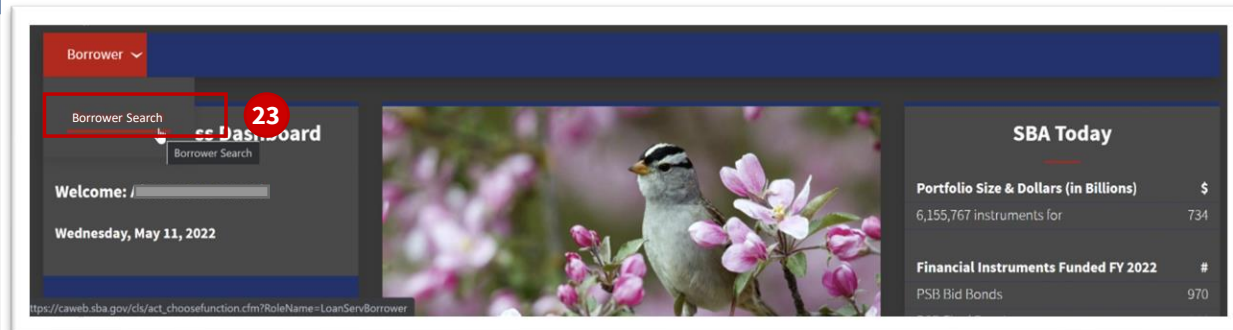 Borrower
Borrower Search
23
ss Dashboard
Borrower Search
Welcome: A
Wednesday, May 11, 2022
SBA Today
Portfolio Size & Dollars (in Billions) $
6,155,767 instruments for 734
Financial Instruments Funded FY 2022 #
PSB Bid Bonds 970
ttps://caweb.sba.gov/cls/act_choosefunction.cfm?RoleName=LoanServBorrower